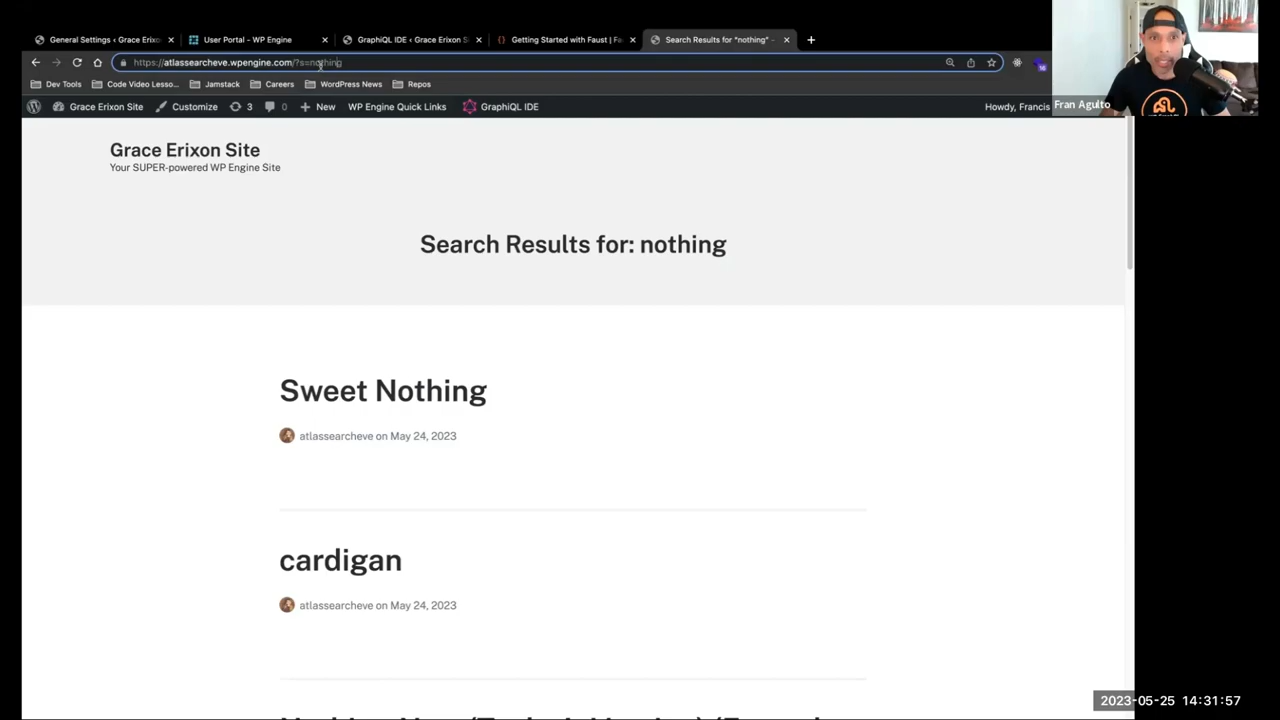 General Settings ‹ Grace Erixo
User Portal - WP Engine
GraphiQL IDE ‹ Grace Erixon S
Getting Started with Faust | Fa
Search Results for "nothing" -
https://atlassearcheve.wpengine.com/?s=nothing
Dev Tools
Code Video Lesso...
Jamstack
Careers
WordPress News
Repos
Grace Erixon Site
Customize
3
0
New
WP Engine Quick Links
GraphiQL IDE
Howdy, Francis
Fran Agulto
Grace Erixon Site
Your SUPER-powered WP Engine Site
Search Results for: nothing
Sweet Nothing
atlassearcheve on May 24, 2023
cardigan
atlassearcheve on May 24, 2023
2023-05-25 14:31:57